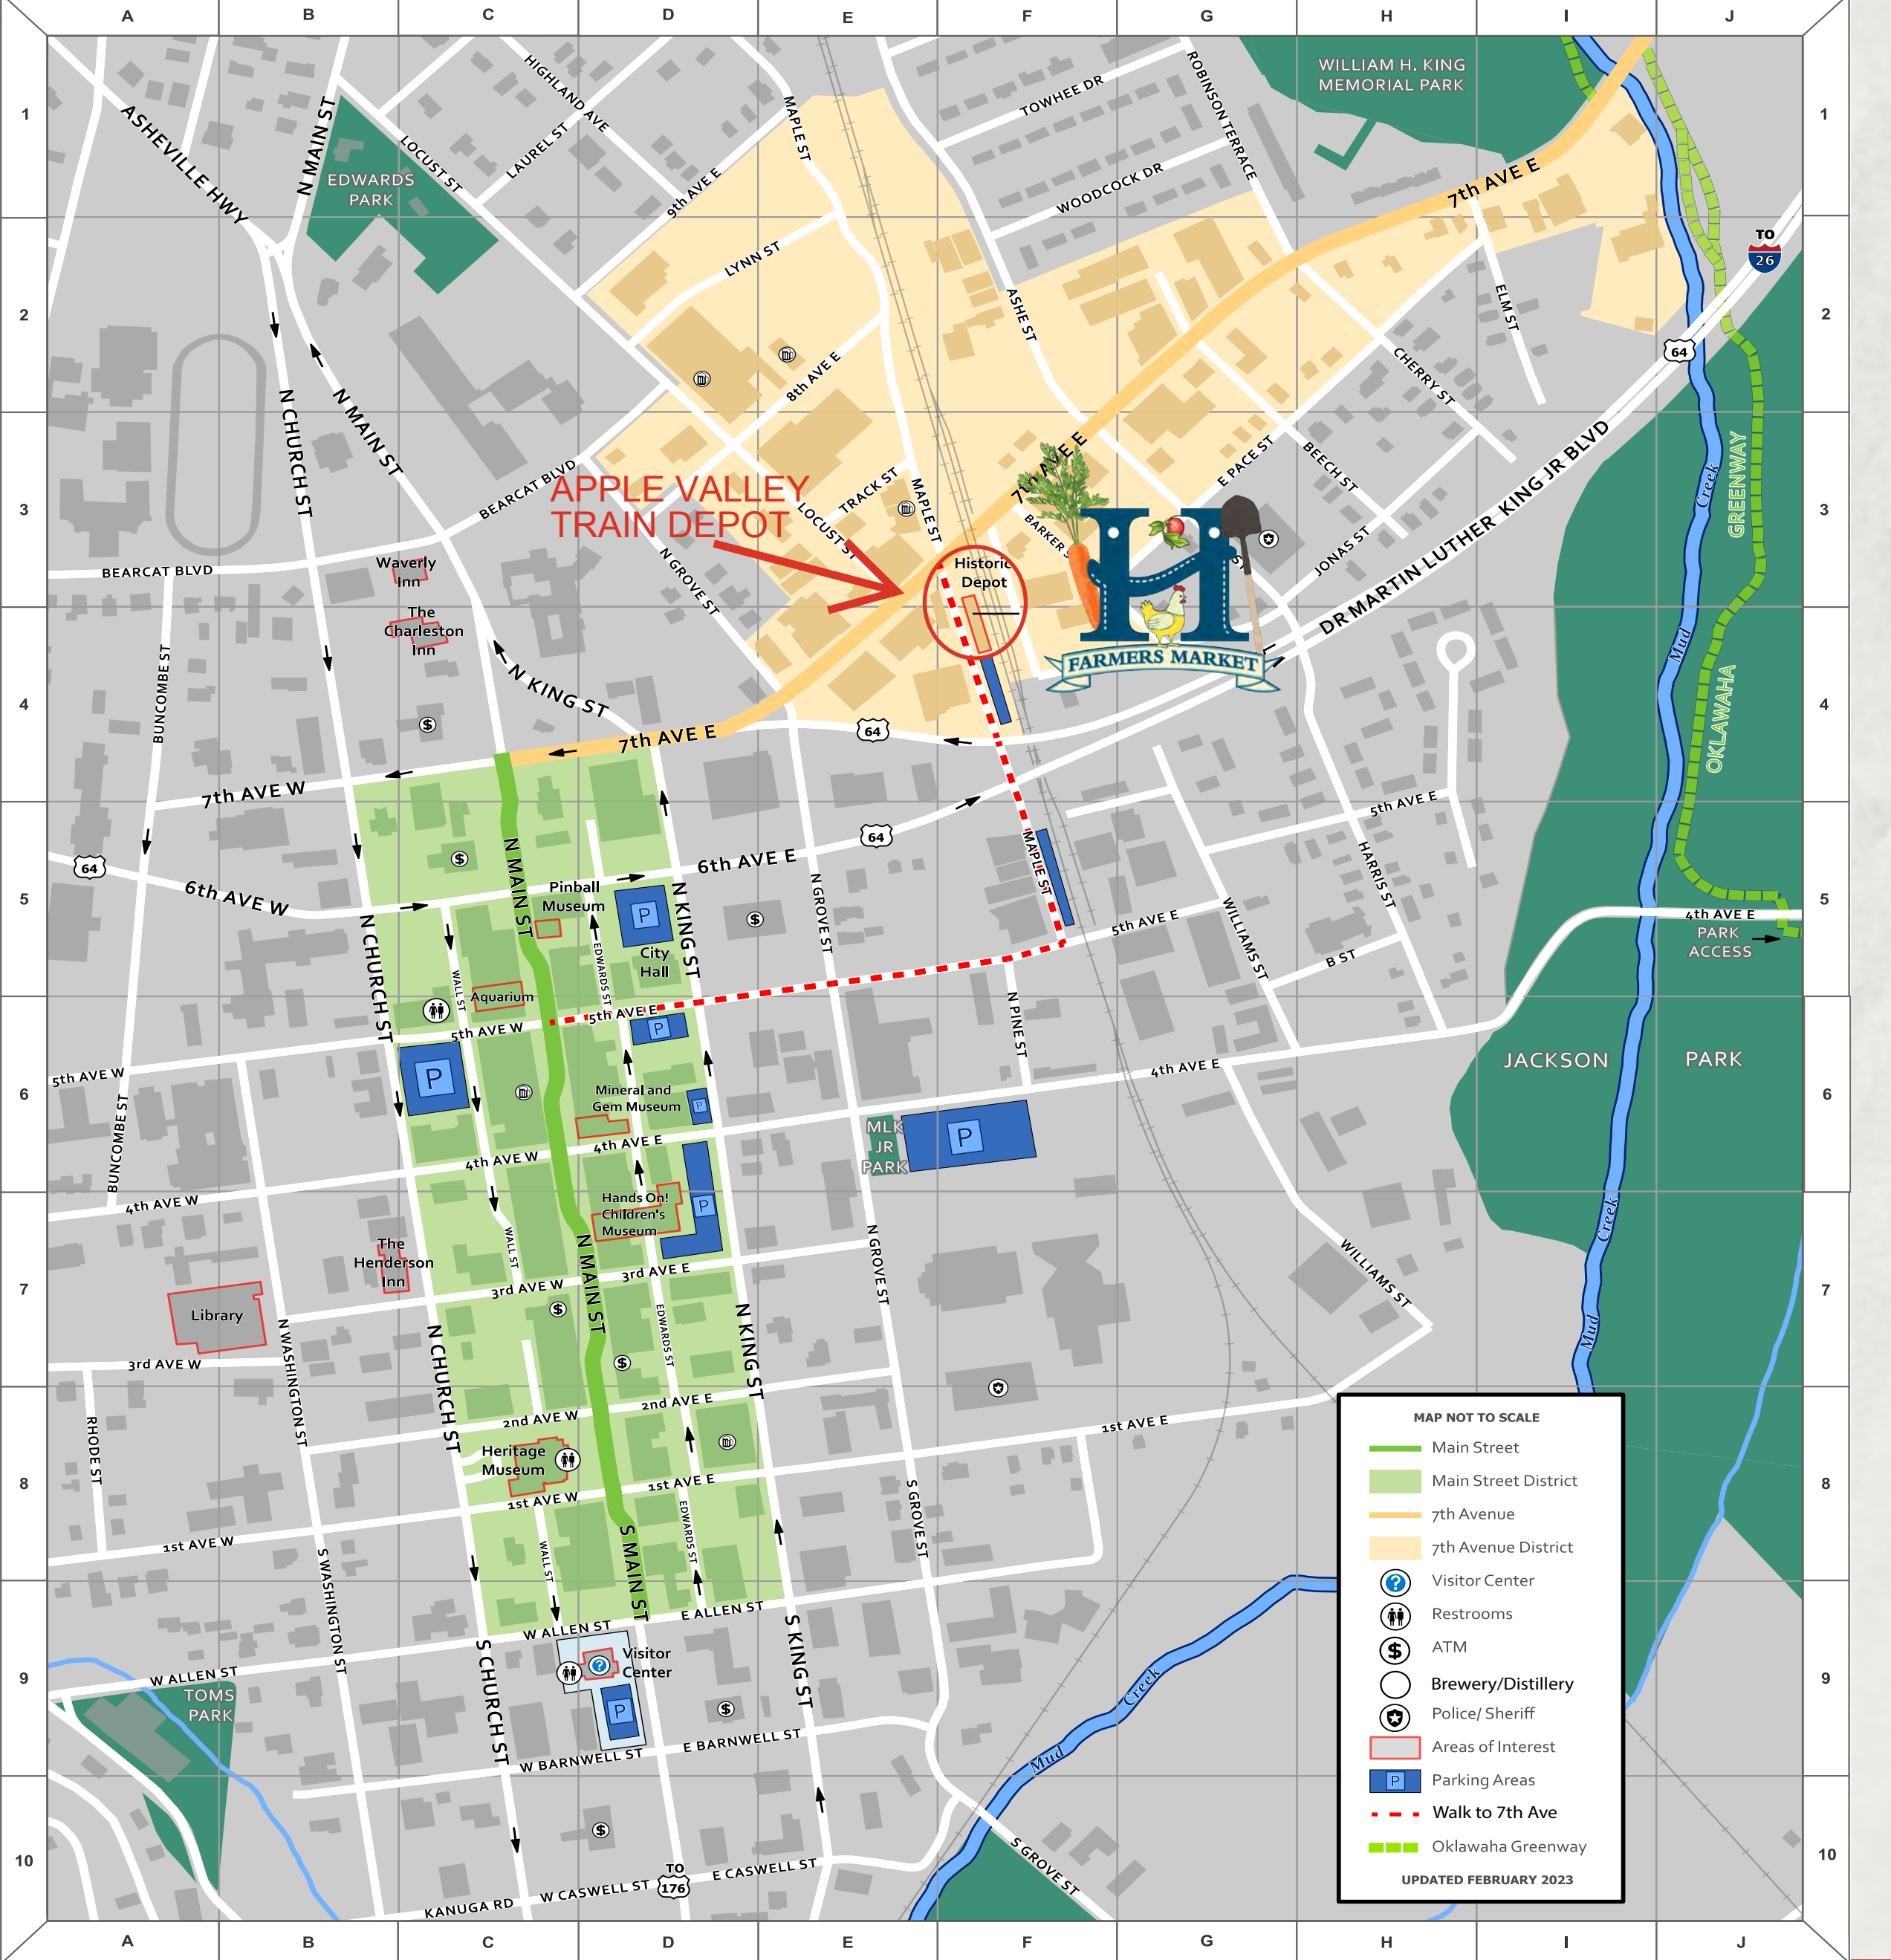 A B C D E F G H I J
1
2
3
4
5
6
7
8
9
10
1
2
3
4
5
6
7
8
9
10
A B C D E F G H I J
WILLIAM H. KING
MEMORIAL PARK
TOWHEE DR
ROBINSON TERRACE
WOODCOCK DR
HIGHLAND AVE
LAUREL ST
LOCUST ST
MAPLE ST
9th AVE E
ASHEVILLE HWY
N MAIN ST
EDWARDS
PARK
7th AVE E
TO
26
LYNN ST
ASHE ST
ELM ST
64
CHERRY ST
8th AVE E
N CHURCH ST
N MAIN ST
BEARCAT BLVD
APPLE VALLEY
TRAIN DEPOT
TRACK ST
LOCUST ST
MAPLE ST
7th AVE E
BARKER S
E PACE ST
BEECH ST
JONAS ST
ST
DR MARTIN LUTHER KING JR BLVD
Creek
GREENWAY
Mud
OKLAWAHA
BEARCAT BLVD
Waverly
Inn
The
Charleston
Inn
N GROVE ST
Historic
Depot
H
FARMERS MARKET
BUNCOMBE ST
N KING ST
7th AVE E
64
7th AVE W
64
6th AVE W
N MAIN ST
6th AVE E
64
Pinball
Museum
P
City
Hall
N KING ST
N GROVE ST
MAPLE ST
5th AVE E
5th AVE E
HARRIS ST
WILLIAMS ST
B ST
4th AVE E
PARK
ACCESS
N CHURCH ST
WALL ST
EDWARDS ST
Aquarium
5th AVE W
5th AVE E
P
N PINE ST
4th AVE E
JACKSON PARK
5th AVE W
BUNCOMBE ST
P
Mineral and
Gem Museum
P
4th AVE E
4th AVE W
MLK
JR
PARK
P
4th AVE W
Hands On!
Children's
Museum
P
The
Henderson
Inn
WALL ST
N MAIN ST
3rd AVE E
3rd AVE W
N GROVE ST
WILLIAMS ST
Creek
Mud
Library
3rd AVE W
N WASHINGTON ST
N CHURCH ST
EDWARDS ST
N KING ST
2nd AVE E
2nd AVE W
1st AVE E
RHODE ST
Heritage
Museum
1st AVE E
1st AVE W
S GROVE ST
1st AVE W
WALL ST
EDWARDS ST
S MAIN ST
S WASHINGTON ST
E ALLEN ST
W ALLEN ST
W ALLEN ST
TOMS
PARK
S CHURCH ST
?
Visitor
Center
P
S KING ST
E BARNWELL ST
W BARNWELL ST
Creek
Mud
S GROVE ST
TO
176
E CASWELL ST
W CASWELL ST
KANUGA RD
MAP NOT TO SCALE
Main Street
Main Street District
7th Avenue
7th Avenue District
? Visitor Center
Restrooms
$ ATM
Brewery/Distillery
Police/ Sheriff
Areas of Interest
P Parking Areas
Walk to 7th Ave
Oklawaha Greenway
UPDATED FEBRUARY 2023